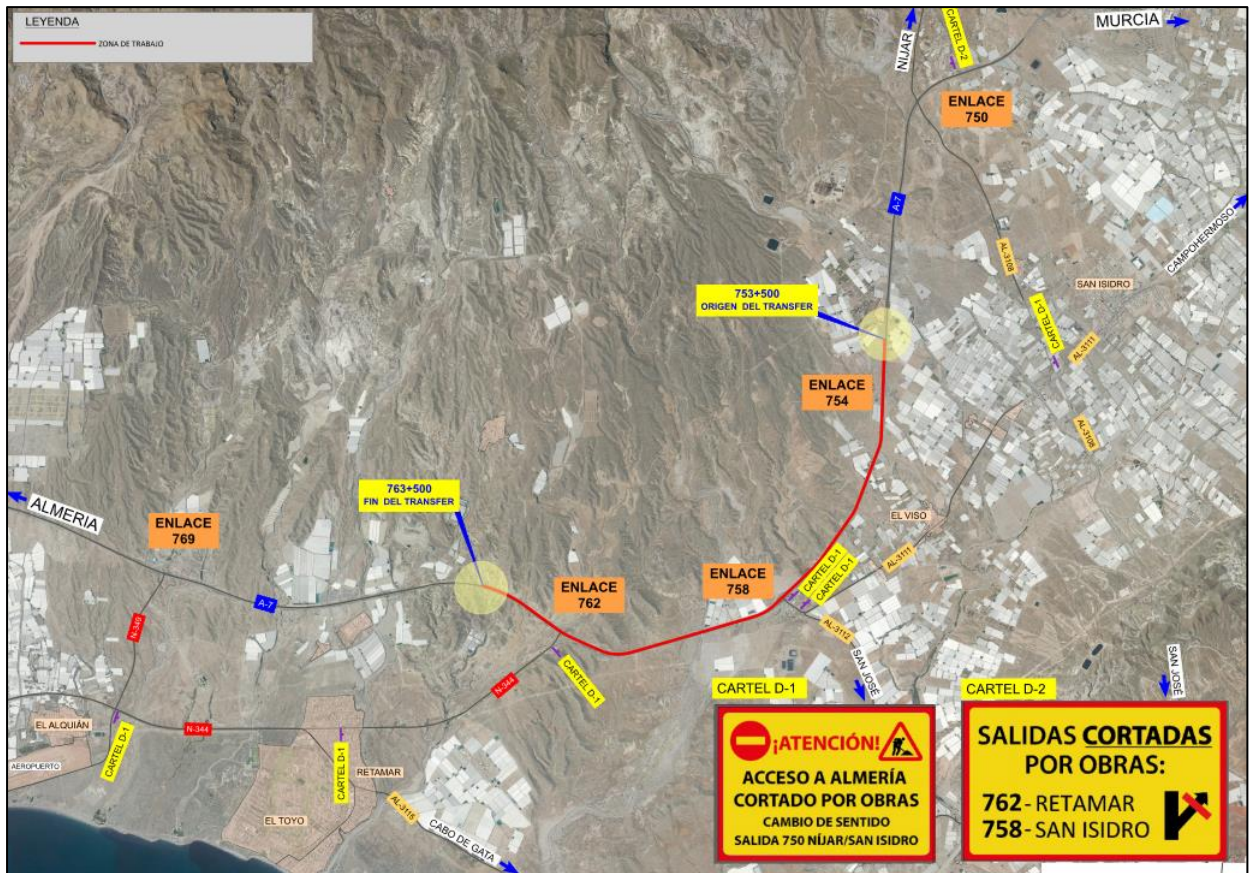 LEYENDA
ZONA DE TRABAJO
NIJAR
CARTEL D-2
MURCIA
ENLACE
750
A-7
AL-3108
CAMPOHERMOSO
SAN ISIDRO
CARTEL D-1
AL-3111
AL-3108
753+500
ORIGEN DEL TRANSFER
ENLACE
754
763+500
FIN DEL TRANSFER
ALMERIA
ENLACE
769
A-7
N-349
ENLACE
762
ENLACE
758
CARTEL D-1
CARTEL D-1
EL VISO
AL-3111
AL-3112
SAN JOSÉ
SAN JOSÉ
CARTEL D-1
N-344
N-344
EL ALQUIÁN
AEROPUERTO
CARTEL D-1
CARTEL D-1
RETAMAR
EL TOYO
AL-3115
CABO DE GATA
CARTEL D-1
¡ATENCIÓN!
ACCESO A ALMERÍA
CORTADO POR OBRAS
CAMBIO DE SENTIDO
SALIDA 750 NÍJAR/SAN ISIDRO
CARTEL D-2
SALIDAS CORTADAS
POR OBRAS:
762-RETAMAR
758-SAN ISIDRO